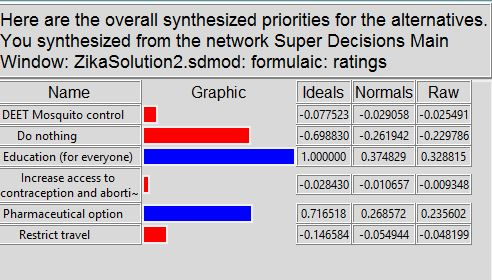 Here are the overall synthesized priorities for the alternatives.
You synthesized from the network Super Decisions Main
Window: ZikaSolution2.sdmod: formulaic: ratings
Name Graphic Ideals Normals Raw
DEET Mosquito control -0.077523 -0.029058 -0.025491
Do nothing -0.698830 -0.261942 -0.229786
Education (for everyone) 1.000000 0.374829 0.328815
Increase access to
contraception and aborti~ -0.028430 -0.010657 -0.009348
Pharmaceutical option 0.716518 0.268572 0.235602
Restrict travel -0.146584 -0.054944 -0.048199